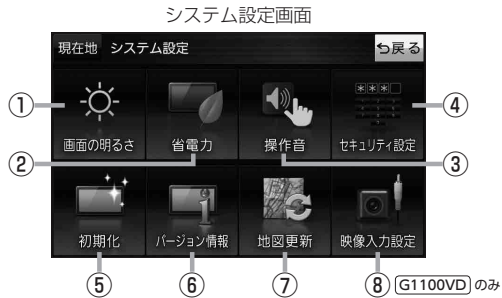 システム設定画面
現在地 システム設定 戻る
① ④
画面の明るさ 省電力 操作音 セキュリティ設定
② ③
初期化 バージョン情報 地図更新 映像入力設定
⑤ ⑥ ⑦ ⑧ G1100VD のみ